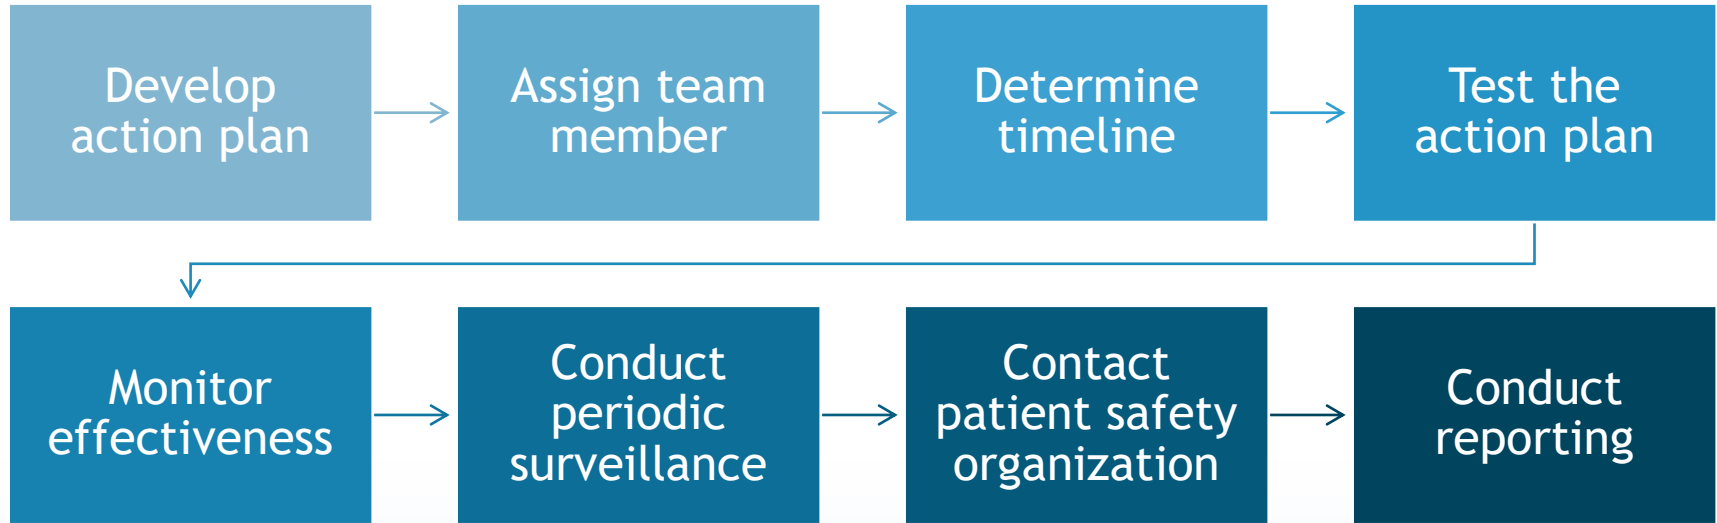 Develop
action plan
Assign team
member
Determine
timeline
Test the
action plan
Monitor
effectiveness
Conduct
periodic
surveillance
Contact
patient safety
organization
Conduct
reporting